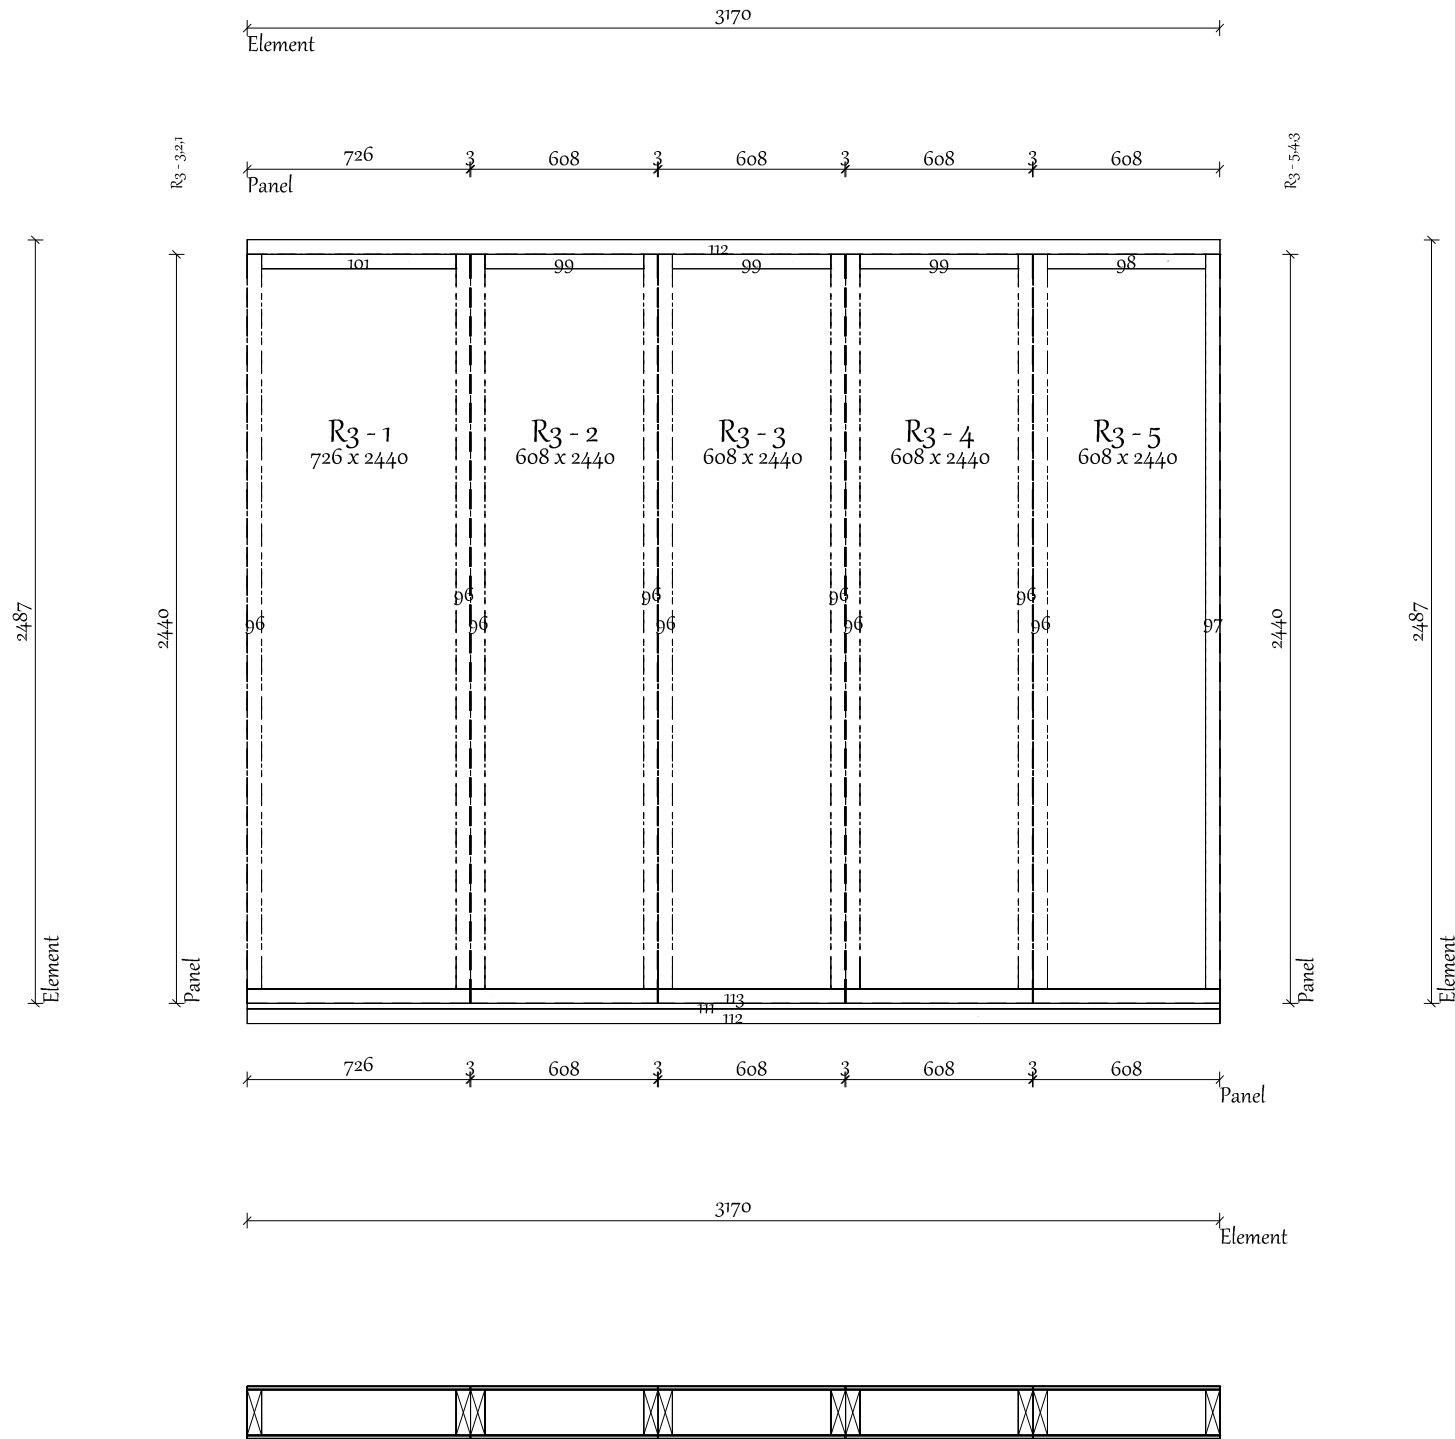 3170
Element
R3 - 3,2,1
726 3 608 3 608 3 608 3 608
R3 - 5,4,3
Panel
112
101 99 99 99 98
R3 - 1 R3 - 2 R3 - 3 R3 - 4 R3 - 5
726 x 2440 608 x 2440 608 x 2440 608 x 2440 608 x 2440
96 96 96 96
2487 2440 96 96 96 96 96 97 2440 2487
Element Panel Panel Element
113
111
112
726 3 608 3 608 3 608 3 608
Panel
3170
Element